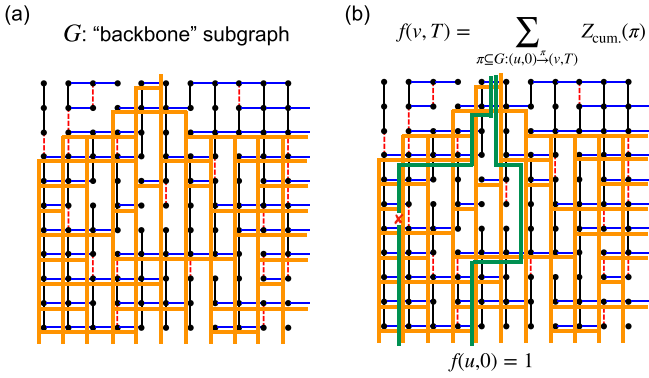 (a)
G: “backbone” subgraph
(b)
f(v, T) = ∑ Z_cum.(π)
π⊆G:(u,0)→^π(v,T)
×
f(u,0) = 1